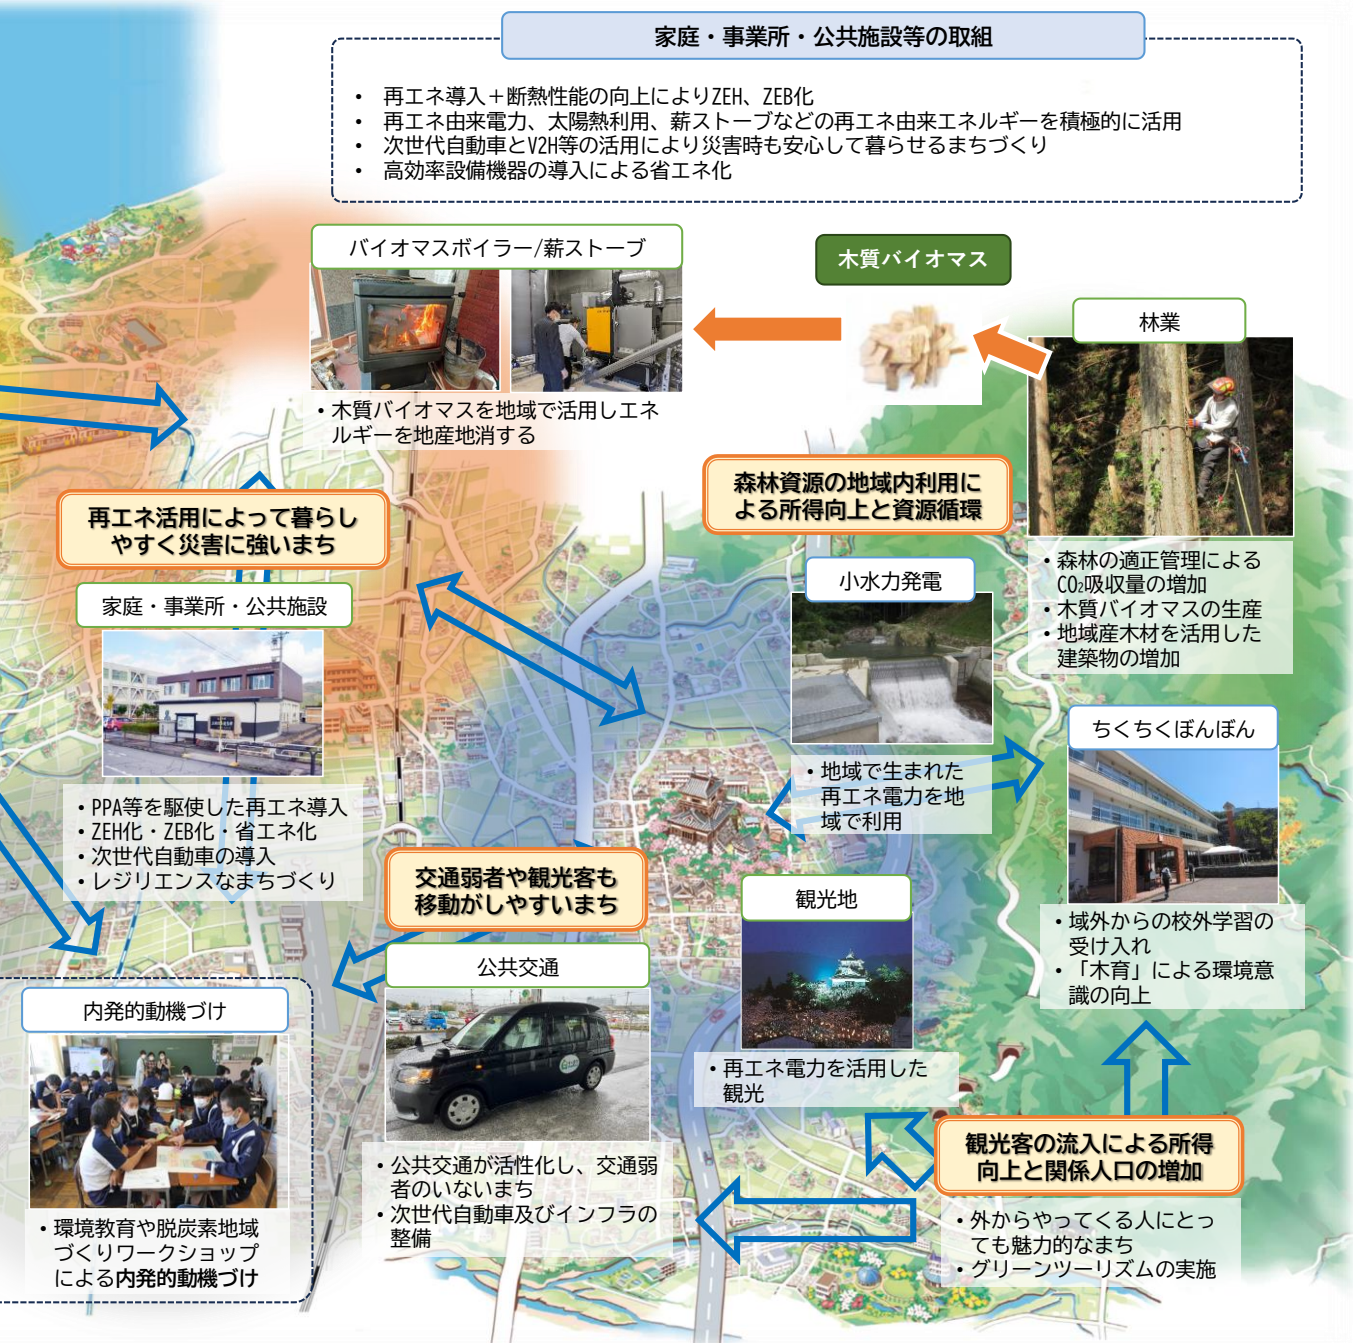 家庭・事業所・公共施設等の取組
・ 再エネ導入＋断熱性能の向上によりZEH、ZEB化
・ 再エネ由来電力、太陽熱利用、薪ストーブなどの再エネ由来エネルギーを積極的に活用
・ 次世代自動車とV2H等の活用により災害時も安心して暮らせるまちづくり
・ 高効率設備機器の導入による省エネ化
バイオマスボイラー/薪ストーブ
・木質バイオマスを地域で活用しエネ
ルギーを地産地消する
木質バイオマス
林業
・森林の適正管理による
CO₂吸収量の増加
・木質バイオマスの生産
・地域産木材を活用した
建築物の増加
森林資源の地域内利用に
よる所得向上と資源循環
再エネ活用によって暮らし
やすく災害に強いまち
家庭・事業所・公共施設
・PPA等を駆使した再エネ導入
・ZEH化・ZEB化・省エネ化
・次世代自動車の導入
・レジリエンスなまちづくり
小水力発電
・地域で生まれた
再エネ電力を地
域で利用
ちくちくぼんぼん
・域外からの校外学習の
受け入れ
・「木育」による環境意
識の向上
交通弱者や観光客も
移動がしやすいまち
公共交通
・公共交通が活性化し、交通弱
者のいないまち
・次世代自動車及びインフラの
整備
観光地
・再エネ電力を活用した
観光
内発的動機づけ
・環境教育や脱炭素地域
づくりワークショップ
による内発的動機づけ
観光客の流入による所得
向上と関係人口の増加
・外からやってくる人にとっ
ても魅力的なまち
・グリーンツーリズムの実施